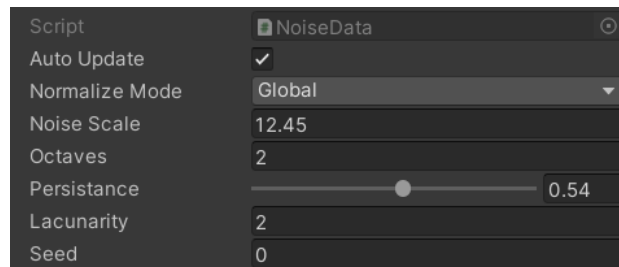 Script NoiseData
Auto Update
Normalize Mode Global
Noise Scale 12.45
Octaves 2
Persistance 0.54
Lacunarity 2
Seed 0